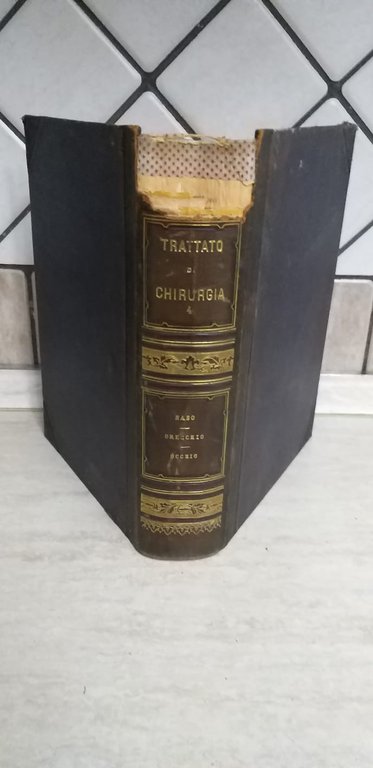 TRATTATO
DI
CHIRURGIA
4
NASO
ORECCHIO
OCCHIO